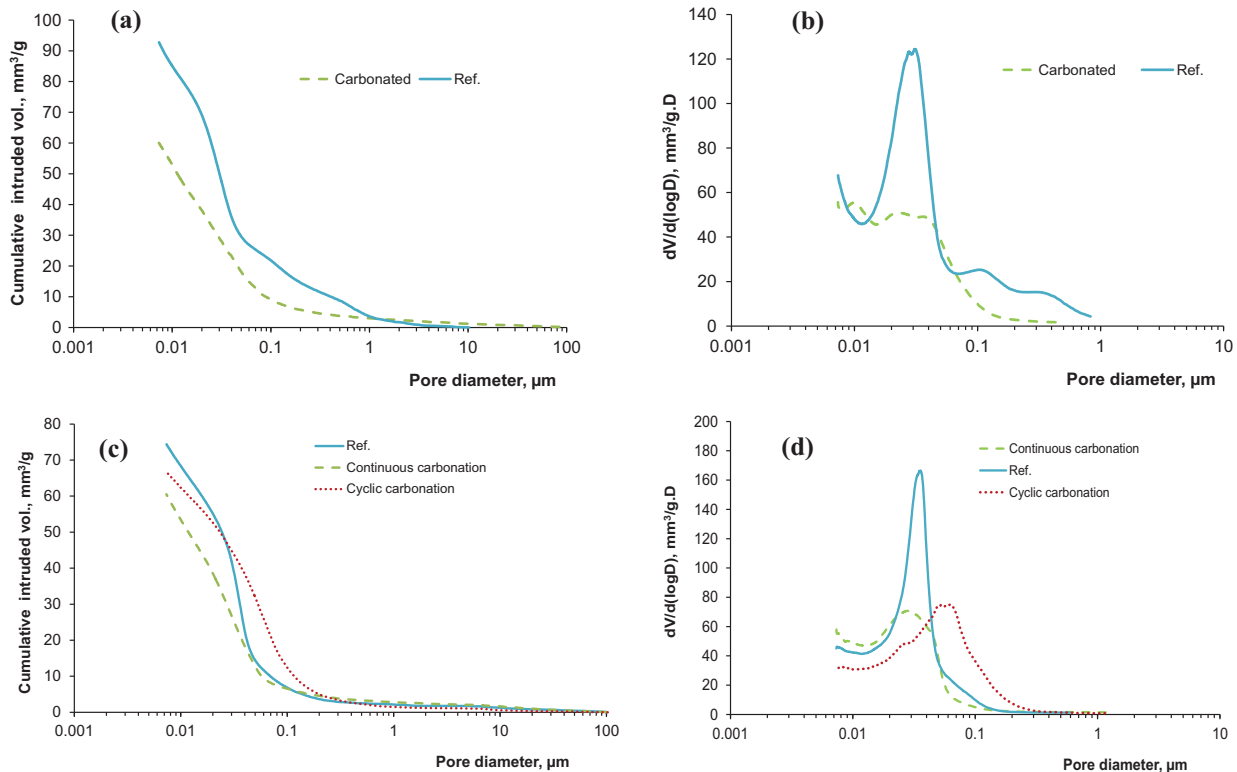 (a)
Cumulative intruded vol., mm³/g
100
90
80
70
60
50
40
30
20
10
0
Carbonated
Ref.
0.001
0.01
0.1
1
10
100
Pore diameter, µm
(b)
dV/d(logD), mm³/g.D
140
120
100
80
60
40
20
0
Carbonated
Ref.
0.001
0.01
0.1
1
10
Pore diameter, µm
(c)
Cumulative intruded vol., mm³/g
80
70
60
50
40
30
20
10
0
Ref.
Continuous carbonation
Cyclic carbonation
0.001
0.01
0.1
1
10
100
Pore diameter, µm
(d)
dV/d(logD), mm³/g.D
200
180
160
140
120
100
80
60
40
20
0
Continuous carbonation
Ref.
Cyclic carbonation
0.001
0.01
0.1
1
10
Pore diameter, µm